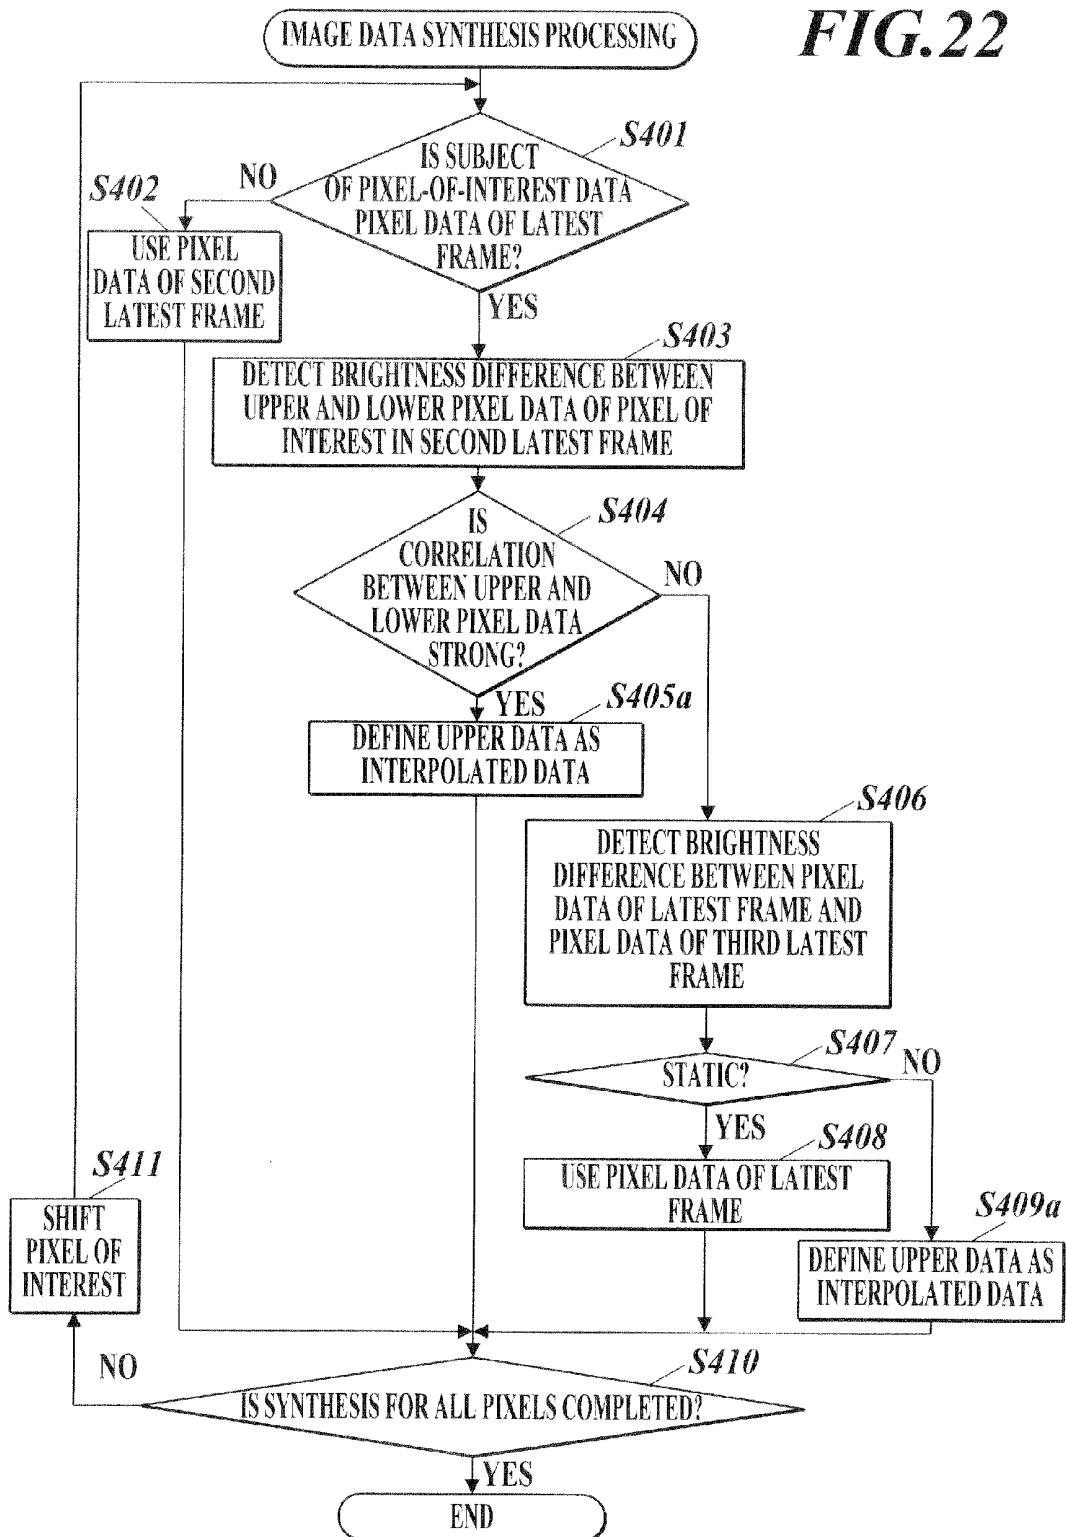 FIG.22
IMAGE DATA SYNTHESIS PROCESSING
S401
IS SUBJECT
OF PIXEL-OF-INTEREST DATA
PIXEL DATA OF LATEST
FRAME?
NO
YES
S402
USE PIXEL
DATA OF SECOND
LATEST FRAME
S403
DETECT BRIGHTNESS DIFFERENCE BETWEEN
UPPER AND LOWER PIXEL DATA OF PIXEL OF
INTEREST IN SECOND LATEST FRAME
S404
IS
CORRELATION
BETWEEN UPPER AND
LOWER PIXEL DATA
STRONG?
NO
YES
S405a
DEFINE UPPER DATA AS
INTERPOLATED DATA
S406
DETECT BRIGHTNESS
DIFFERENCE BETWEEN PIXEL
DATA OF LATEST FRAME AND
PIXEL DATA OF THIRD LATEST
FRAME
S407
STATIC?
NO
YES
S408
USE PIXEL DATA OF LATEST
FRAME
S409a
DEFINE UPPER DATA AS
INTERPOLATED DATA
S411
SHIFT
PIXEL OF
INTEREST
NO
S410
IS SYNTHESIS FOR ALL PIXELS COMPLETED?
YES
END